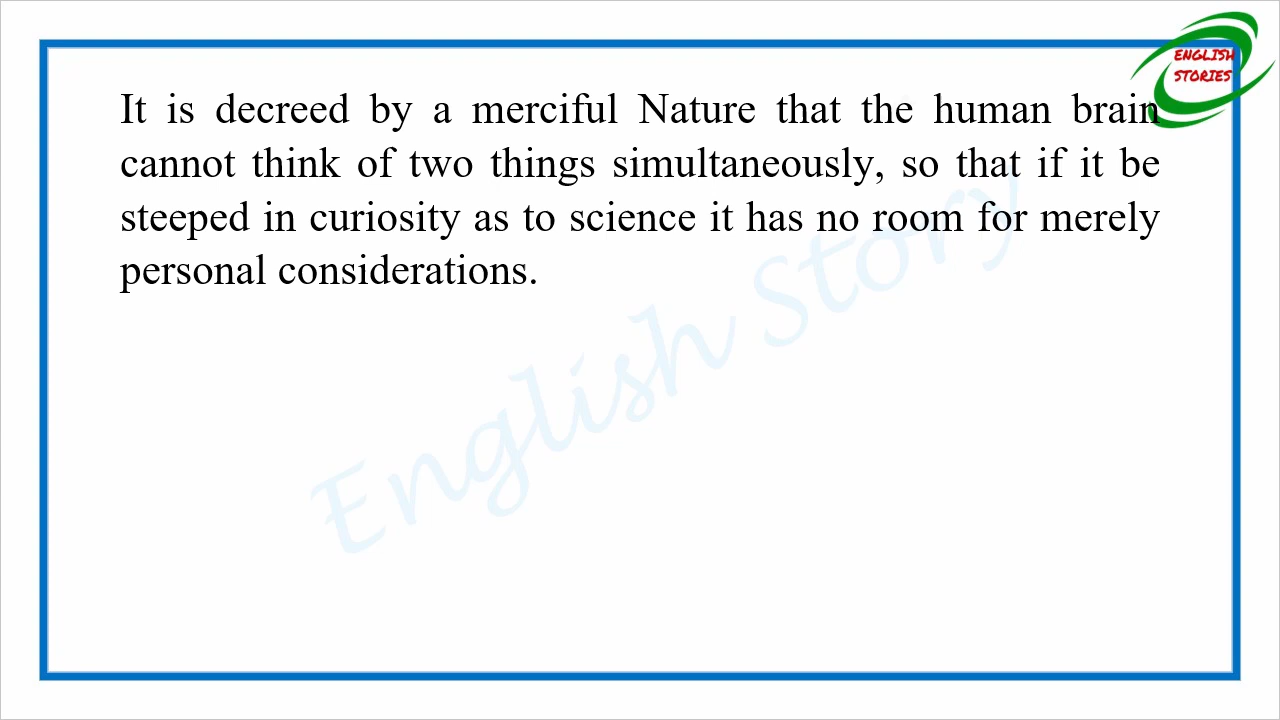 ENGLISH
STORIES
It is decreed by a merciful Nature that the human brain
cannot think of two things simultaneously, so that if it be
steeped in curiosity as to science it has no room for merely
personal considerations.
English Story